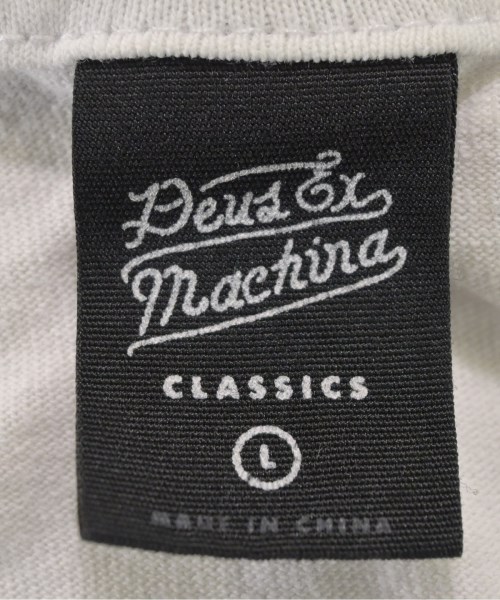 Deus Ex
Machina
CLASSICS
L
MADE IN CHINA